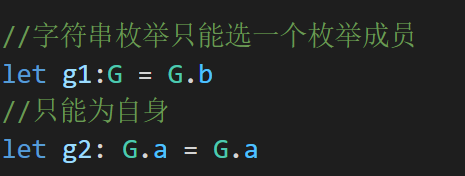 //字符串枚举只能选一个枚举成员
let g1:G = G.b
//只能为自身
let g2: G.a = G.a